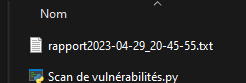 Nom
rapport2023-04-29_20-45-55.txt
Scan de vulnérabilités.py